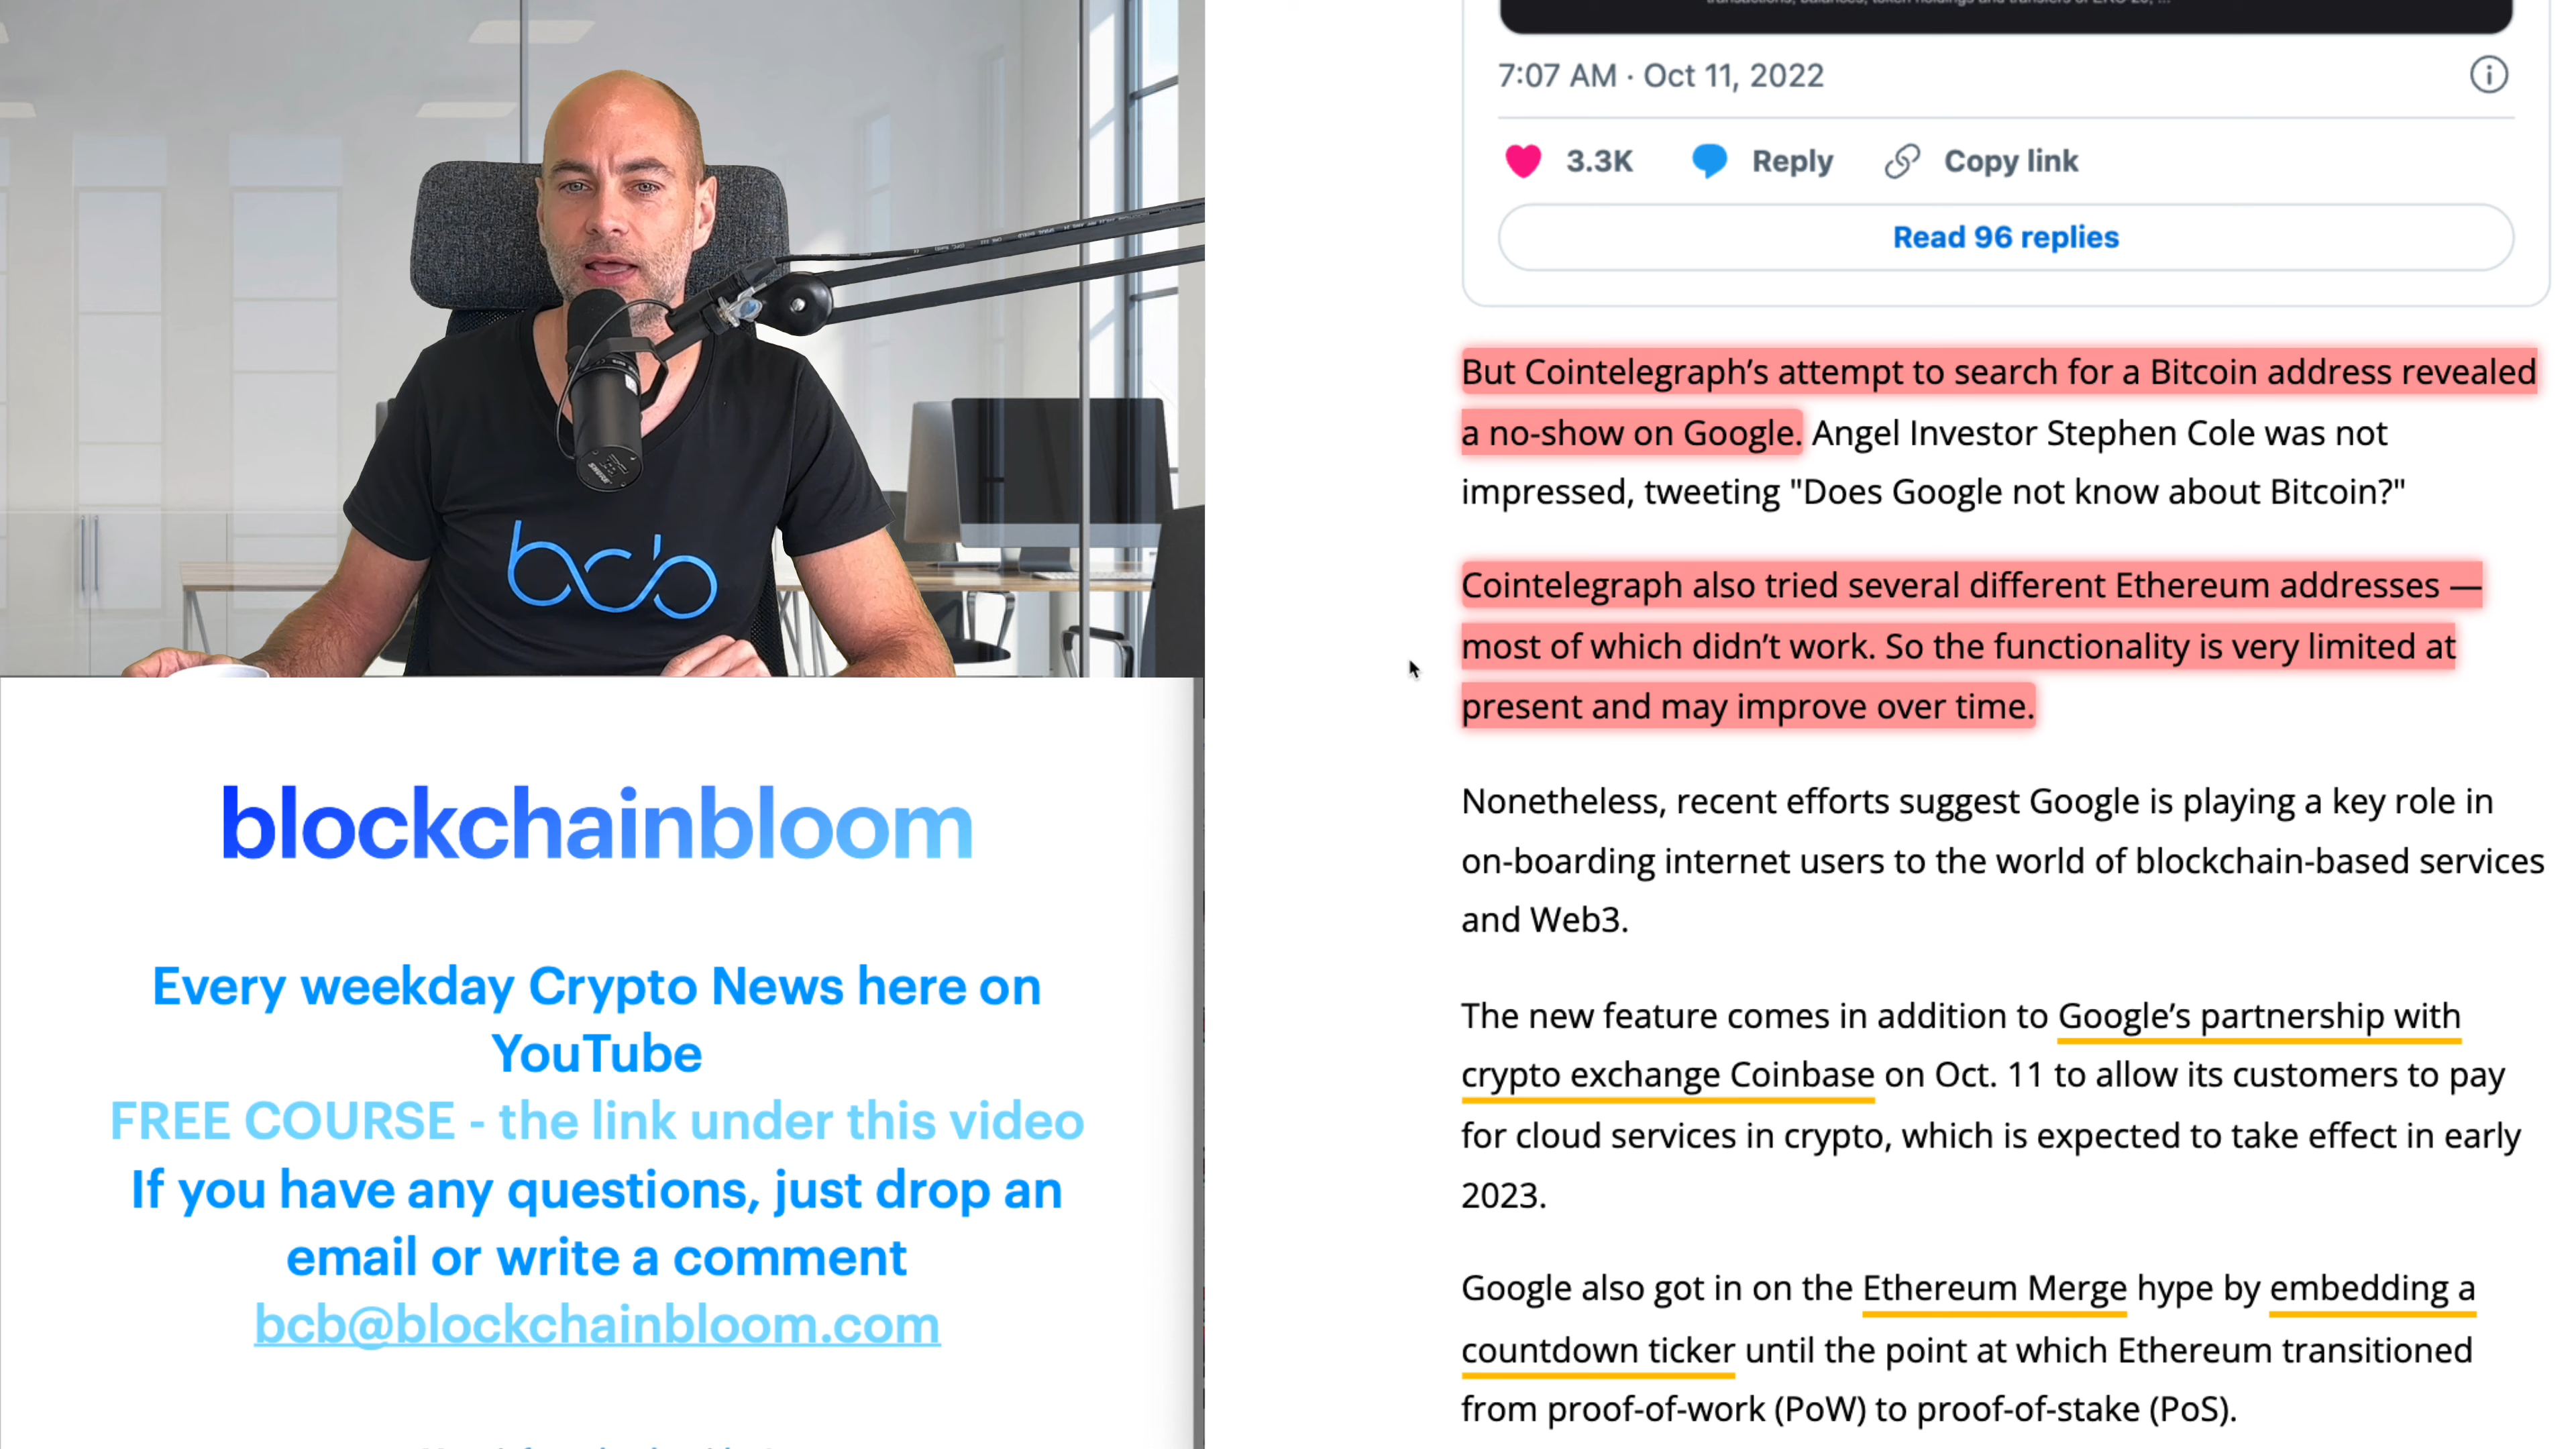 bcb
blockchainbloom
Every weekday Crypto News here on
YouTube
FREE COURSE - the link under this video
If you have any questions, just drop an
email or write a comment
bcb@blockchainbloom.com
7:07 AM · Oct 11, 2022
3.3K Reply Copy link
Read 96 replies
But Cointelegraph’s attempt to search for a Bitcoin address revealed
a no-show on Google. Angel Investor Stephen Cole was not
impressed, tweeting "Does Google not know about Bitcoin?"
Cointelegraph also tried several different Ethereum addresses —
most of which didn’t work. So the functionality is very limited at
present and may improve over time.
Nonetheless, recent efforts suggest Google is playing a key role in
on-boarding internet users to the world of blockchain-based services
and Web3.
The new feature comes in addition to Google’s partnership with
crypto exchange Coinbase on Oct. 11 to allow its customers to pay
for cloud services in crypto, which is expected to take effect in early
2023.
Google also got in on the Ethereum Merge hype by embedding a
countdown ticker until the point at which Ethereum transitioned
from proof-of-work (PoW) to proof-of-stake (PoS).